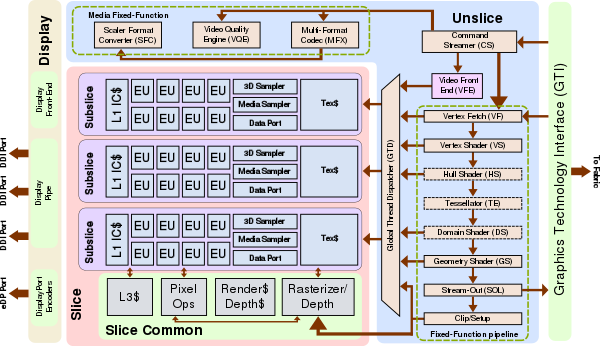 Display
Display
Front-End
Display
Pipe
Display Port
Encoders
DDI Port
DDI Port
DDI Port
eDP Port
Media Fixed-Function
Scaler Format
Converter (SFC)
Video Quality
Engine (VQE)
Multi-Format
Codec (MFX)
Unslice
Command
Streamer (CS)
Video Front
End (VFE)
Vertex Fetch (VF)
Vertex Shader (VS)
Hull Shader (HS)
Tessellator (TE)
Domain Shader (DS)
Geometry Shader (GS)
Stream-Out (SOL)
Clip/Setup
Fixed-Function pipeline
Global Thread Dispatcher (GTD)
Graphics Technology Interface (GTI)
To Fabric
Slice
Subslice
L1 IC$
EU EU EU EU
EU EU EU EU
3D Sampler
Media Sampler
Data Port
Tex$
Subslice
L1 IC$
EU EU EU EU
EU EU EU EU
3D Sampler
Media Sampler
Data Port
Tex$
Subslice
L1 IC$
EU EU EU EU
EU EU EU EU
3D Sampler
Media Sampler
Data Port
Tex$
L3$
Pixel
Ops
Render$
Depth$
Rasterizer/
Depth
Slice Common